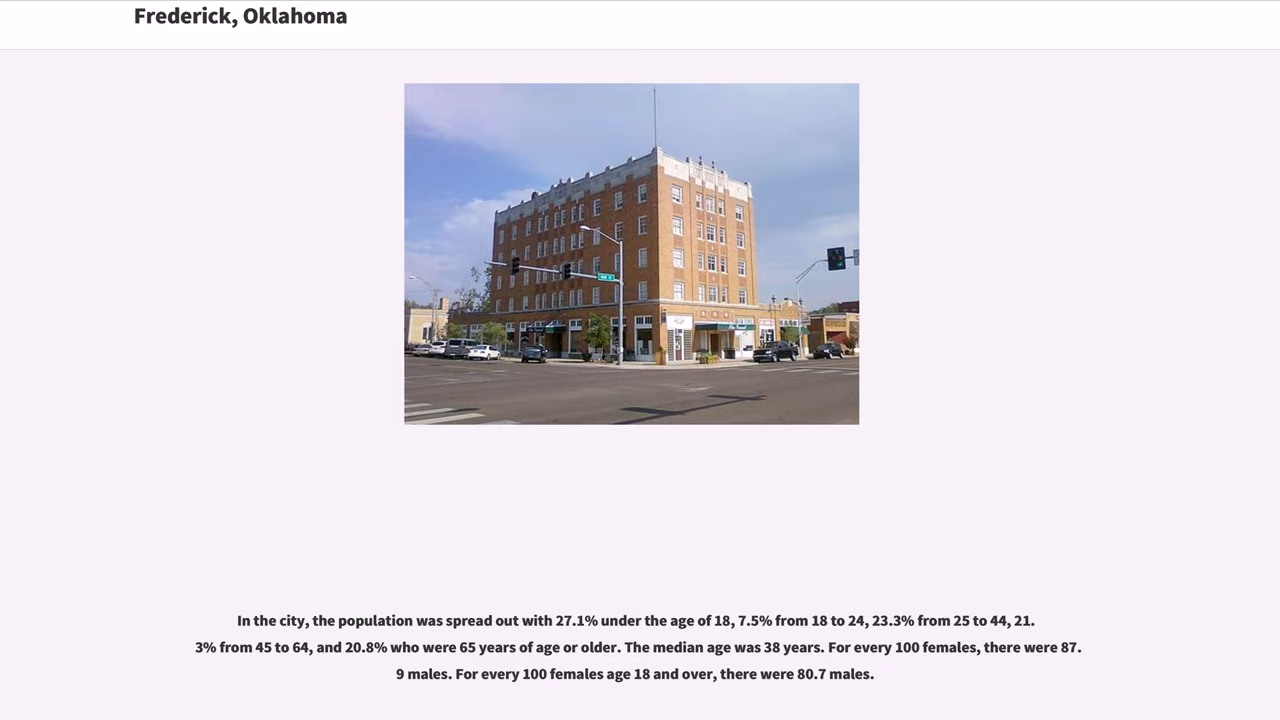 Frederick, Oklahoma
In the city, the population was spread out with 27.1% under the age of 18, 7.5% from 18 to 24, 23.3% from 25 to 44, 21.
3% from 45 to 64, and 20.8% who were 65 years of age or older. The median age was 38 years. For every 100 females, there were 87.
9 males. For every 100 females age 18 and over, there were 80.7 males.